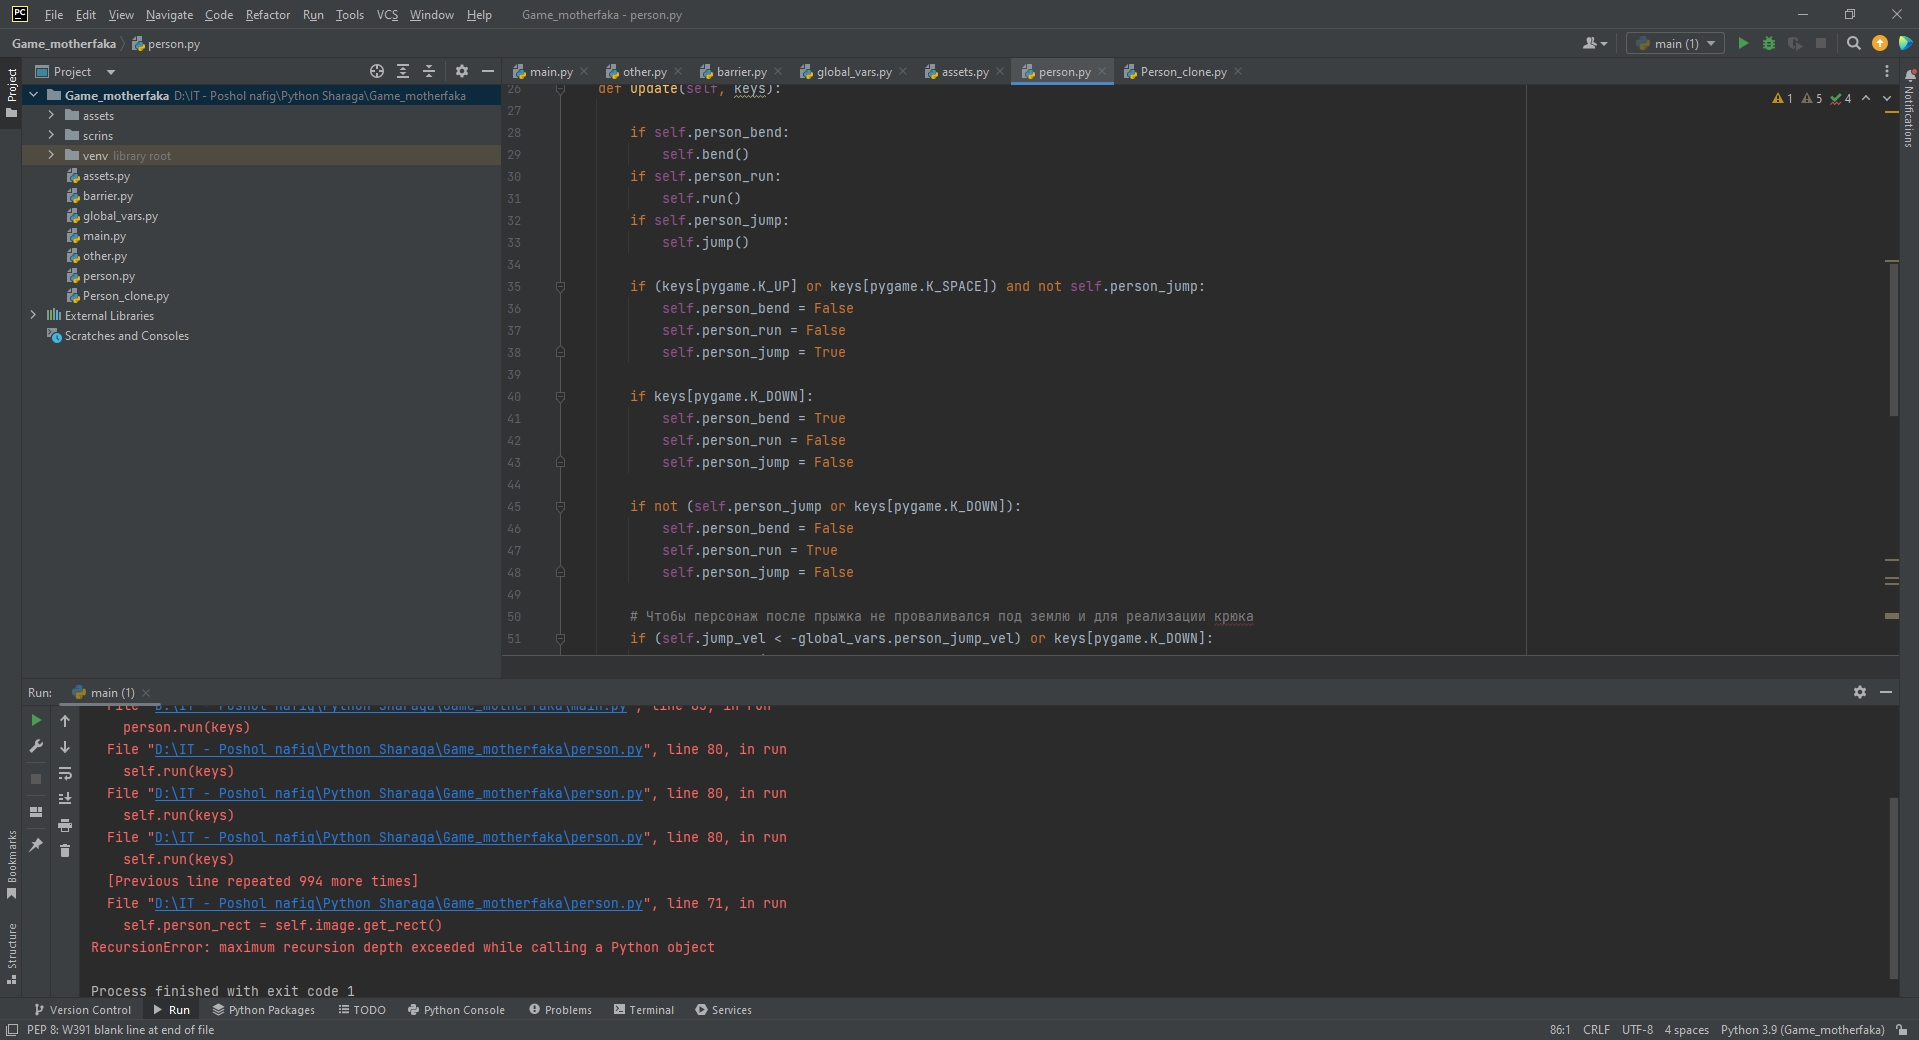 PC File Edit View Navigate Code Refactor Run Tools VCS Window Help Game_motherfaka - person.py
Game_motherfaka person.py main (1)
Project
Project
main.py other.py barrier.py global_vars.py assets.py person.py Person_clone.py
Notifications
Game_motherfaka D:\IT - Poshol nafig\Python Sharaga\Game_motherfaka
assets
scrins
venv library root
assets.py
barrier.py
global_vars.py
main.py
other.py
person.py
Person_clone.py
External Libraries
Scratches and Consoles
1 5 4
26 def update(self, keys):
27
28 if self.person_bend:
29 self.bend()
30 if self.person_run:
31 self.run()
32 if self.person_jump:
33 self.jump()
34
35 if (keys[pygame.K_UP] or keys[pygame.K_SPACE]) and not self.person_jump:
36 self.person_bend = False
37 self.person_run = False
38 self.person_jump = True
39
40 if keys[pygame.K_DOWN]:
41 self.person_bend = True
42 self.person_run = False
43 self.person_jump = False
44
45 if not (self.person_jump or keys[pygame.K_DOWN]):
46 self.person_bend = False
47 self.person_run = True
48 self.person_jump = False
49
50 # Чтобы персонаж после прыжка не проваливался под землю и для реализации крюка
51 if (self.jump_vel < -global_vars.person_jump_vel) or keys[pygame.K_DOWN]:
Run: main (1)
File "D:\IT - Poshol nafig\Python Sharaga\Game_motherfaka\main.py", line 85, in run
person.run(keys)
File "D:\IT - Poshol nafig\Python Sharaga\Game_motherfaka\person.py", line 80, in run
self.run(keys)
File "D:\IT - Poshol nafig\Python Sharaga\Game_motherfaka\person.py", line 80, in run
self.run(keys)
File "D:\IT - Poshol nafig\Python Sharaga\Game_motherfaka\person.py", line 80, in run
self.run(keys)
[Previous line repeated 994 more times]
File "D:\IT - Poshol nafig\Python Sharaga\Game_motherfaka\person.py", line 71, in run
self.person_rect = self.image.get_rect()
RecursionError: maximum recursion depth exceeded while calling a Python object
Process finished with exit code 1
Bookmarks
Structure
Version Control Run Python Packages TODO Python Console Problems Terminal Services
PEP 8: W391 blank line at end of file 86:1 CRLF UTF-8 4 spaces Python 3.9 (Game_motherfaka)